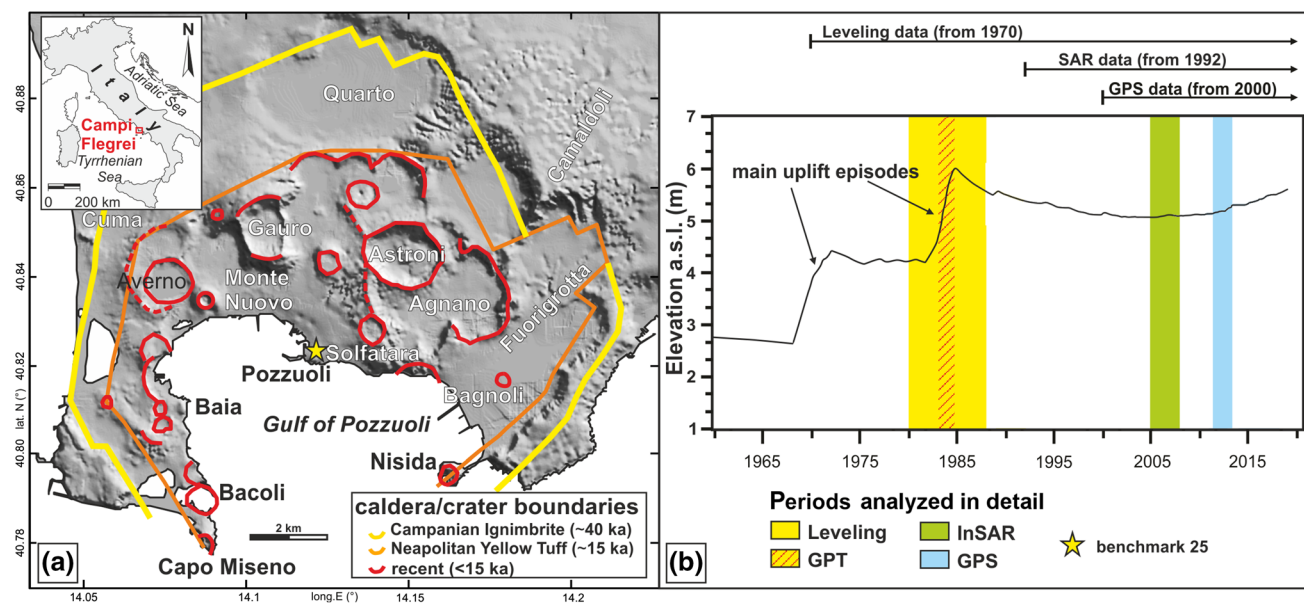 Italy
Adriatic Sea
N
Campi
Flegrei
Tyrrhenian
Sea
0 200 km
Quarto
Camaldoli
Cuma
Gauro
Astroni
Averno
Monte
Nuovo
Agnano
Fuorigrotta
Solfatara
Pozzuoli
Bagnoli
Baia
Gulf of Pozzuoli
Nisida
Bacoli
2 km
Capo Miseno
caldera/crater boundaries
Campanian Ignimbrite (~40 ka)
Neapolitan Yellow Tuff (~15 ka)
recent (<15 ka)
(a)
40.88
40.86
40.84
40.82
lat. N (°)
40.80
40.78
14.05
14.1
long.E (°)
14.15
14.2
Leveling data (from 1970)
SAR data (from 1992)
GPS data (from 2000)
main uplift episodes
Elevation a.s.l. (m)
7
6
5
4
3
2
1
1965
1975
1985
1995
2005
2015
Periods analyzed in detail
Leveling
InSAR
GPT
GPS
benchmark 25
(b)